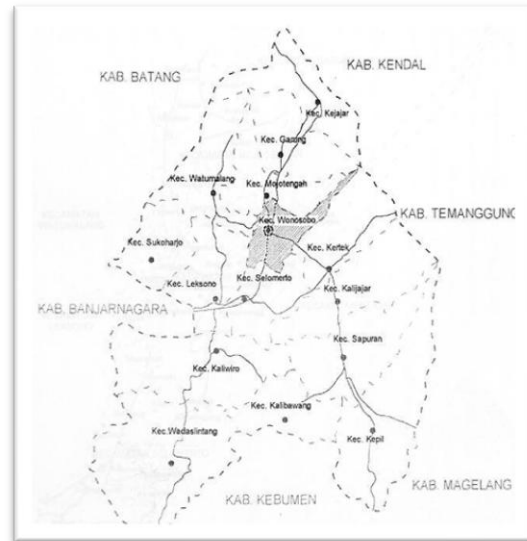 KAB. KENDAL
KAB. BATANG
Kec. Kejajar
Kec. Garung
Kec. Watumalang
Kec. Mojotengah
KAB. TEMANGGUNG
Kec. Wonosobo
Kec. Sukoharjo
Kec. Kertek
Kec. Leksono
Kec. Selomerto
Kec. Kalijajar
KAB. BANJARNAGARA
Kec. Sapuran
Kec. Kaliwiro
Kec. Kalibawang
Kec.Wadaslintang
Kec. Kepil
KAB. MAGELANG
KAB. KEBUMEN